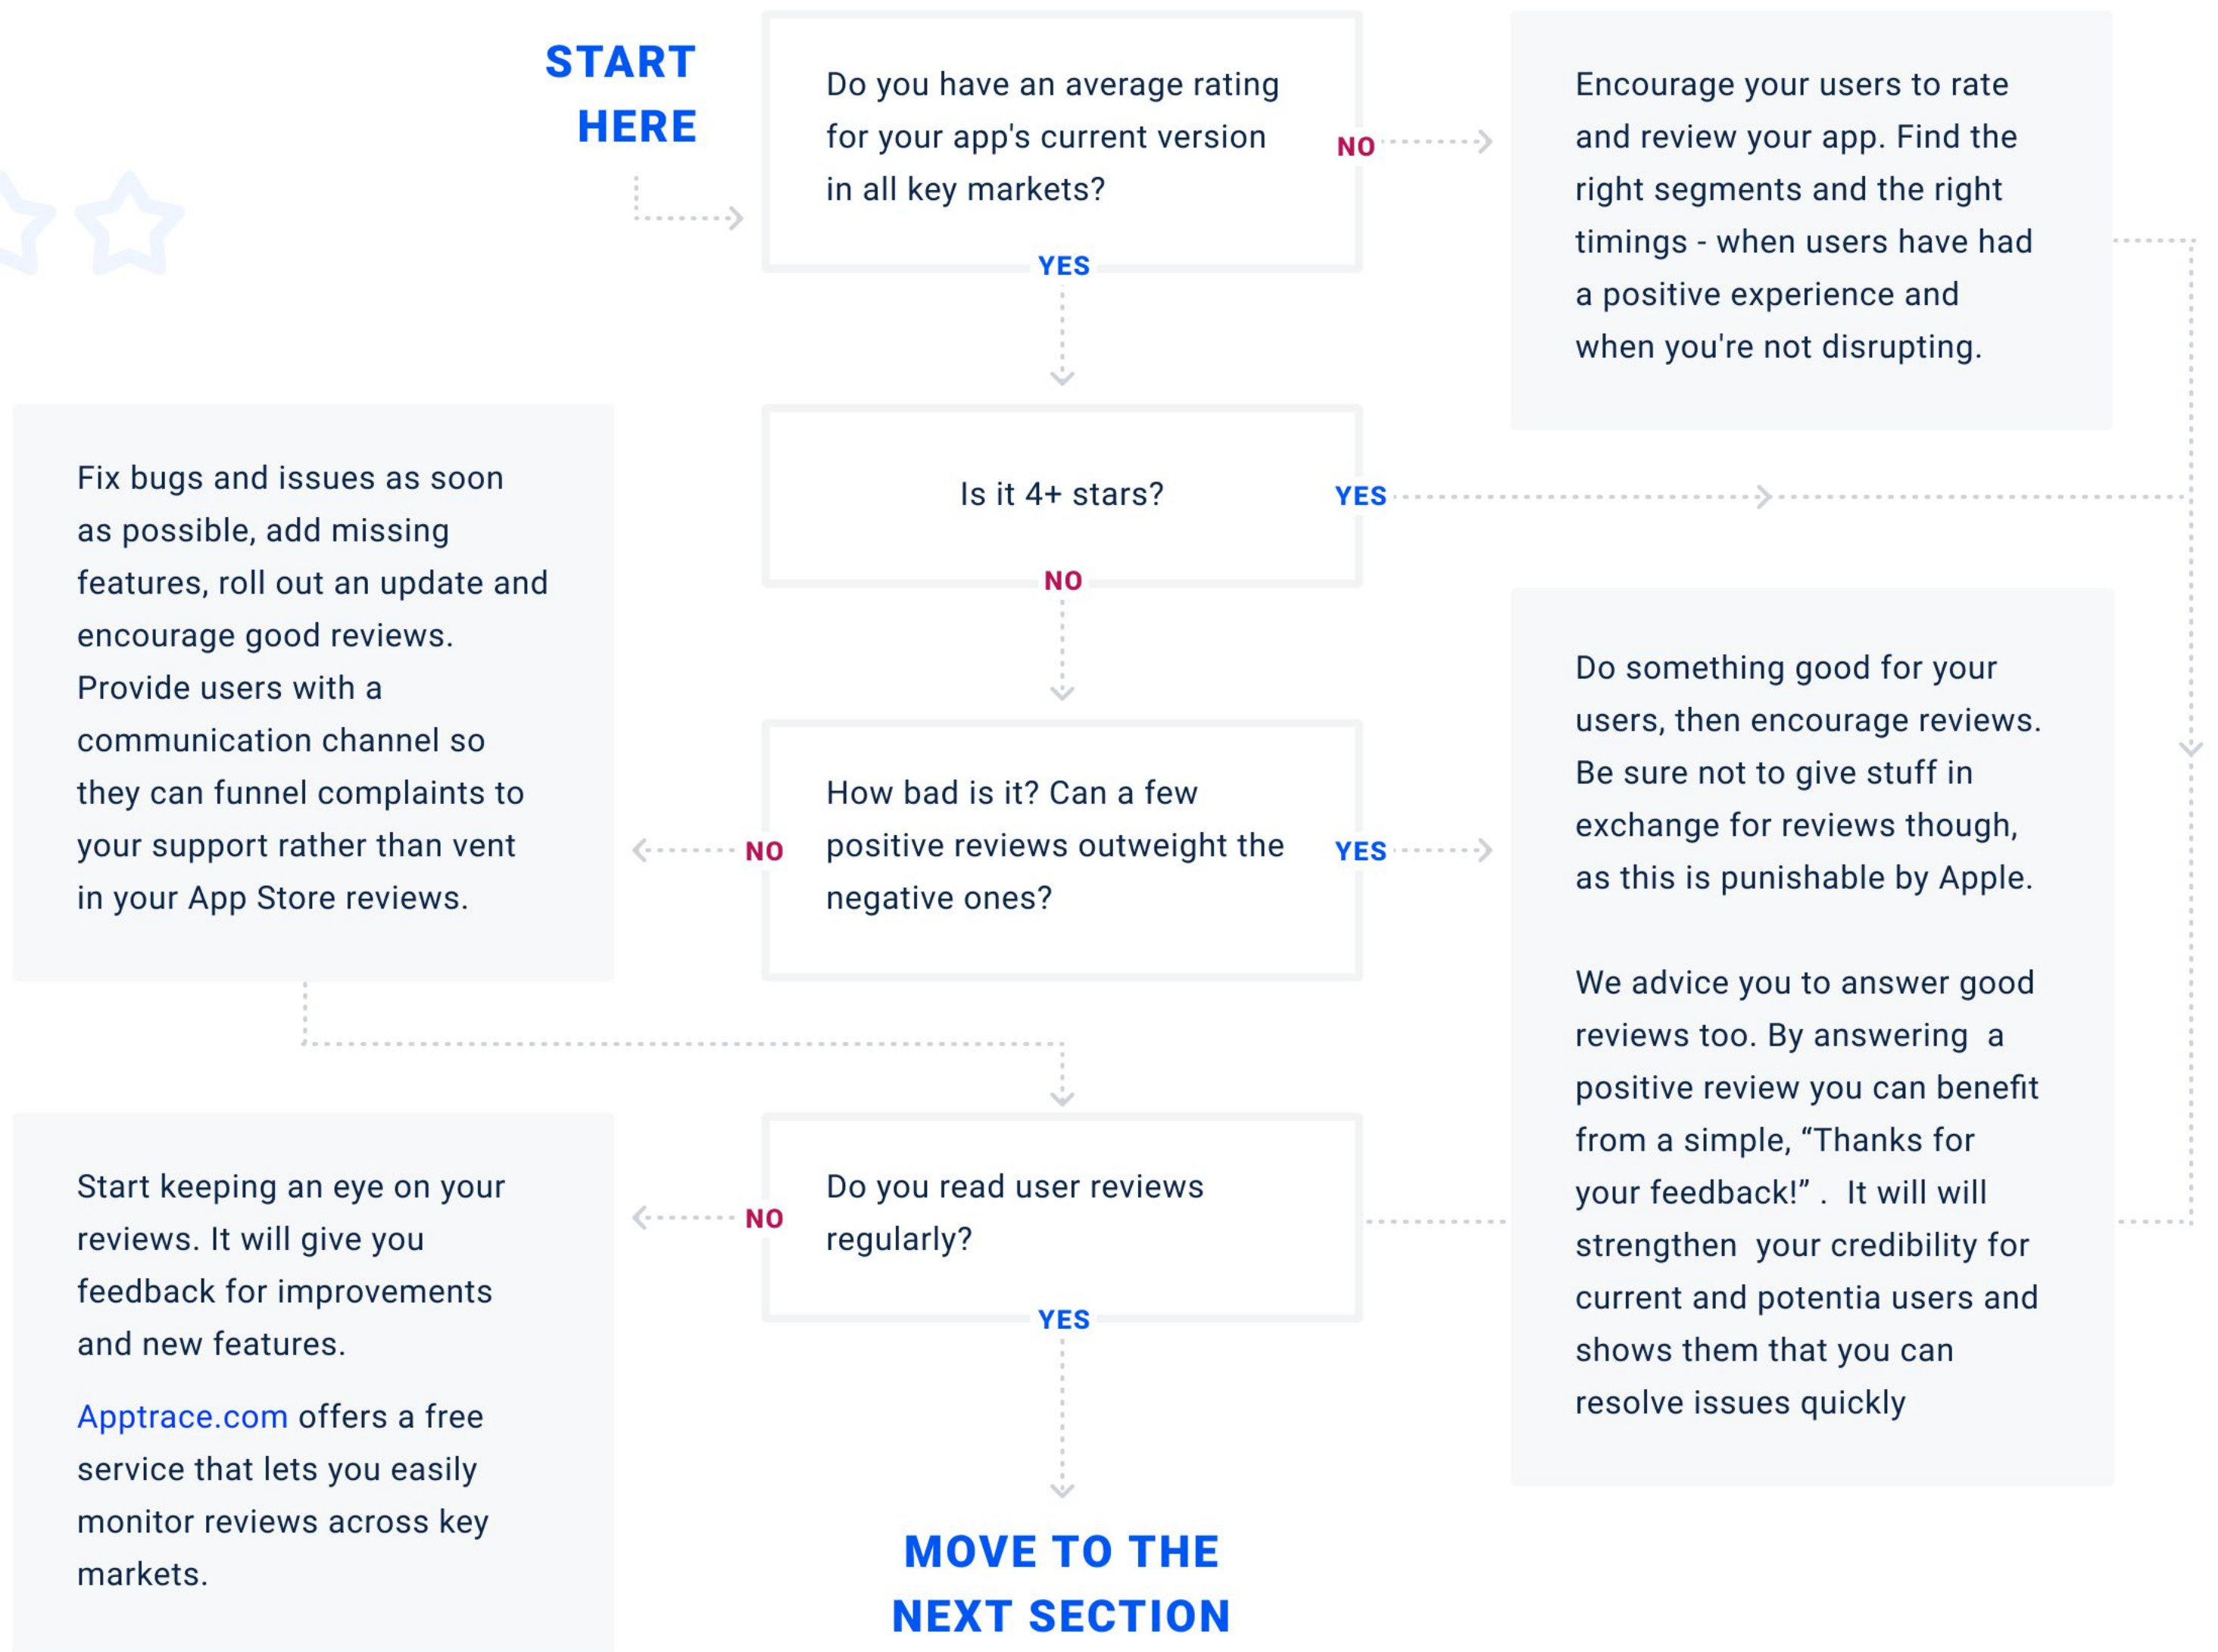 START
HERE
Do you have an average rating
for your app's current version
in all key markets?
NO
YES
Encourage your users to rate
and review your app. Find the
right segments and the right
timings - when users have had
a positive experience and
when you're not disrupting.
Is it 4+ stars?
YES
NO
Fix bugs and issues as soon
as possible, add missing
features, roll out an update and
encourage good reviews.
Provide users with a
communication channel so
they can funnel complaints to
your support rather than vent
in your App Store reviews.
NO
How bad is it? Can a few
positive reviews outweight the
negative ones?
YES
Do something good for your
users, then encourage reviews.
Be sure not to give stuff in
exchange for reviews though,
as this is punishable by Apple.
We advice you to answer good
reviews too. By answering  a
positive review you can benefit
from a simple, “Thanks for
your feedback!” .  It will will
strengthen  your credibility for
current and potentia users and
shows them that you can
resolve issues quickly
Do you read user reviews
regularly?
NO
YES
Start keeping an eye on your
reviews. It will give you
feedback for improvements
and new features.
Apptrace.com offers a free
service that lets you easily
monitor reviews across key
markets.
MOVE TO THE
NEXT SECTION